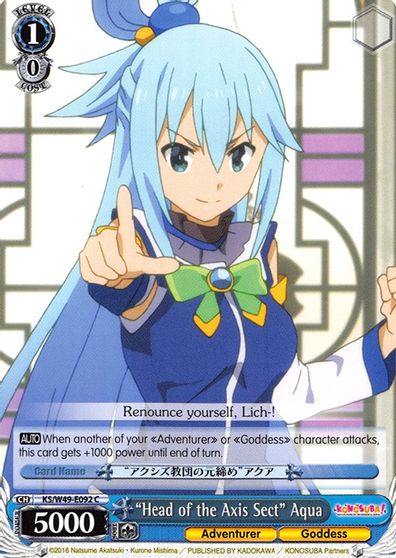 LEVEL
1
0
COST
Renounce yourself, Lich-!
AUTO When another of your «Adventurer» or «Goddess» character attacks,
this card gets +1000 power until end of turn.
Card Name
"アクシズ教団の元締め" アクア
CH KS/W49-E092 C
5000
"Head of the Axis Sect" Aqua
KONOSUBA!
Adventurer
Goddess
©2016 Natsume Akatsuki・Kurone Mishima / PUBLISHED BY KADOKAWA / KONOSUBA Partners